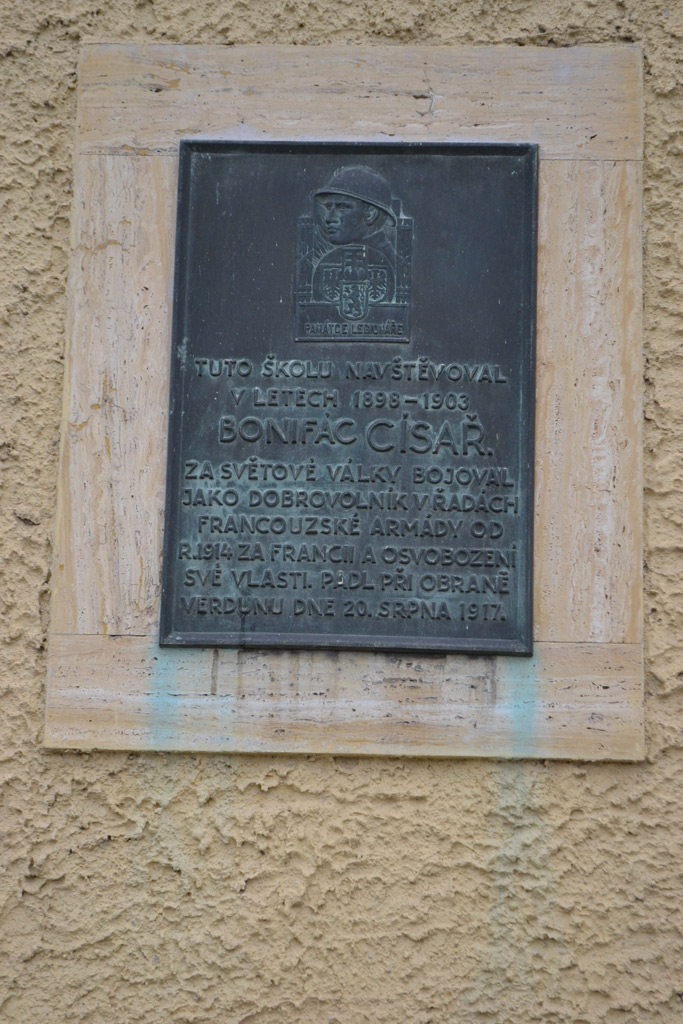 PAMÁTCE LEGIONÁŘE
TUTO ŠKOLU NAVŠTĚVOVAL
V LETECH 1898-1903
BONIFÁC CÍSAŘ.
ZA SVĚTOVÉ VÁLKY BOJOVAL
JAKO DOBROVOLNÍK V ŘADÁCH
FRANCOUZSKÉ ARMÁDY OD
R.1914 ZA FRANCII A OSVOBOZENÍ
SVÉ VLASTI. PADL PŘI OBRANĚ
VERDUNU DNE 20. SRPNA 1917.